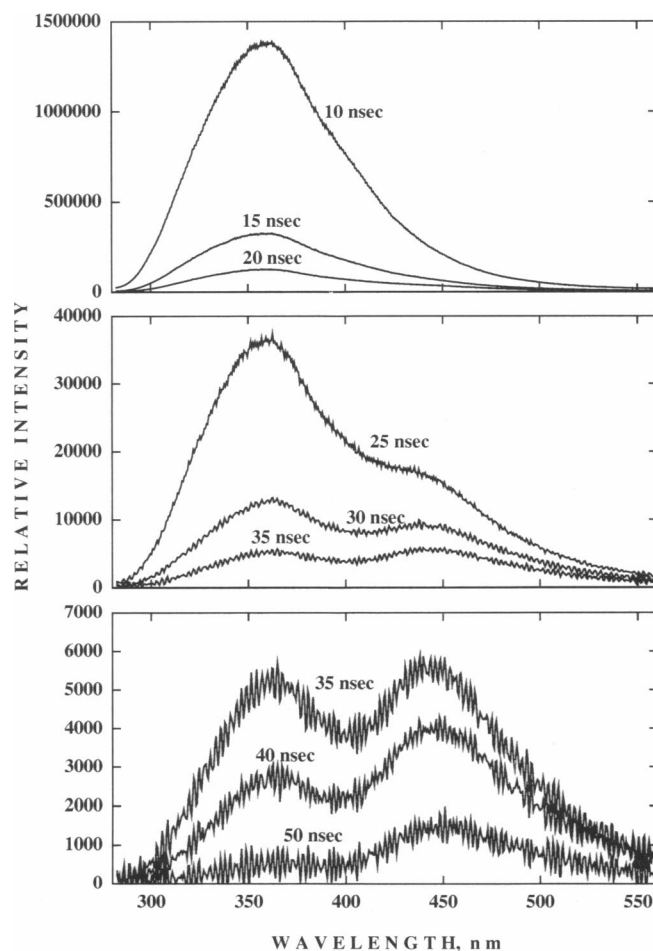 1500000
1000000
500000
0
10 nsec
15 nsec
20 nsec
40000
30000
20000
10000
0
25 nsec
30 nsec
35 nsec
7000
6000
5000
4000
3000
2000
1000
0
35 nsec
40 nsec
50 nsec
300 350 400 450 500 550
RELATIVE INTENSITY
WAVELENGTH, nm